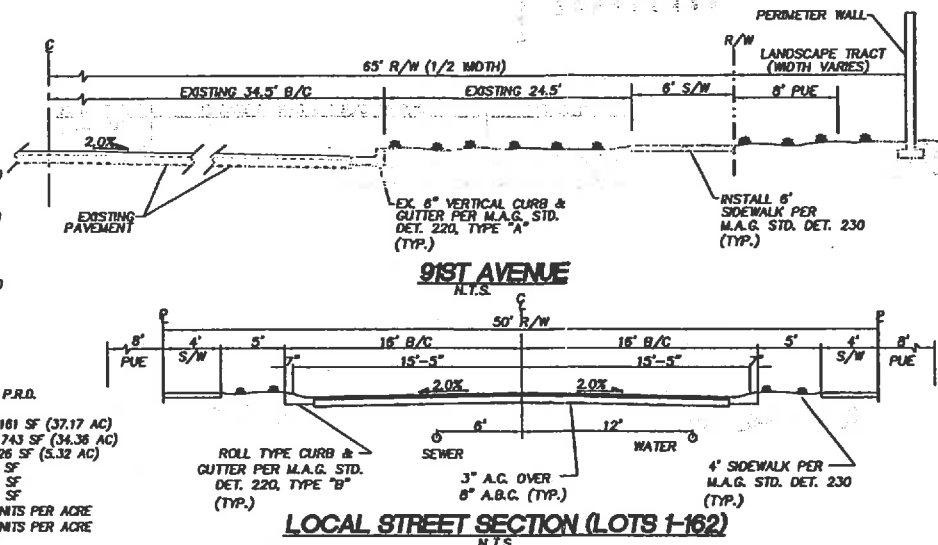 PERIMETER WALL
℄
R/W
65' R/W (1/2 WIDTH)
LANDSCAPE TRACT
(WIDTH VARIES)
EXISTING 34.5' B/C
EXISTING 24.5'
6' S/W
8' PUE
2.0%
EXISTING
PAVEMENT
EX. 6" VERTICAL CURB &
GUTTER PER M.A.G. STD.
DET. 220, TYPE "A"
(TYP.)
INSTALL 6'
SIDEWALK PER
M.A.G. STD. DET. 230
(TYP.)
91ST AVENUE
N.T.S.
℄
50' R/W
8'
PUE
4'
S/W
5'
16' B/C
16' B/C
5'
4'
S/W
8'
PUE
7"
15'-5"
15'-5"
7"
2.0%
2.0%
6'
12'
SEWER
WATER
ROLL TYPE CURB &
GUTTER PER M.A.G. STD.
DET. 220, TYPE "B"
(TYP.)
3" A.C. OVER
8" A.B.C. (TYP.)
4' SIDEWALK PER
M.A.G. STD. DET. 230
(TYP.)
LOCAL STREET SECTION (LOTS 1-162)
N.T.S.
P.R.D.
161 SF (37.17 AC)
743 SF (34.36 AC)
26 SF (5.32 AC)
SF
SF
SF
NITS PER ACRE
NITS PER ACRE